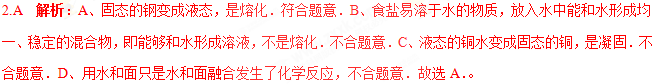 2.A 解析：A、固态的钢变成液态，是熔化．符合题意．B、食盐易溶于水的物质，放入水中能和水形成均
一、稳定的混合物，即能够和水形成溶液，不是熔化．不合题意．C、液态的铜水变成固态的铜，是凝固．不
合题意．D、用水和面只是水和面融合发生了化学反应，不合题意．故选 A．。